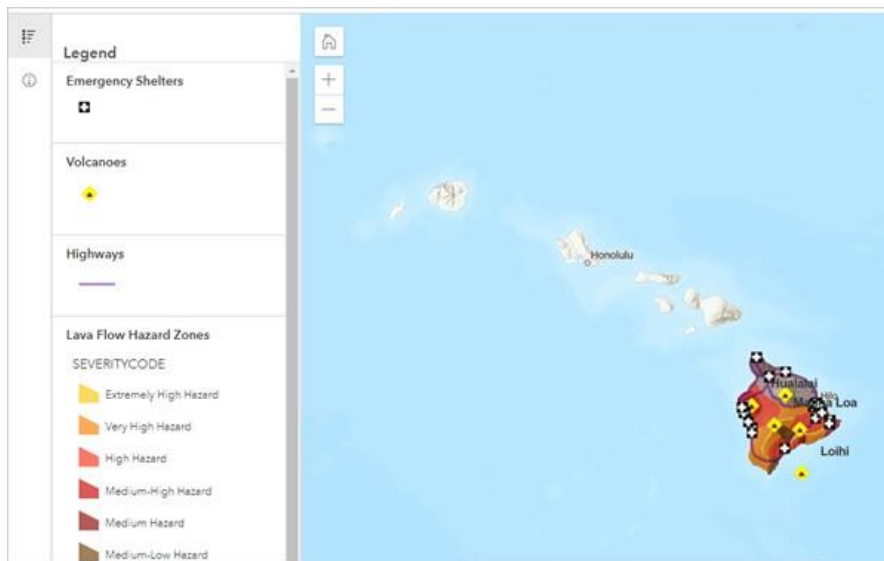 Legend
Emergency Shelters
Volcanoes
Highways
Lava Flow Hazard Zones
SEVERITYCODE
Extremely High Hazard
Very High Hazard
High Hazard
Medium-High Hazard
Medium Hazard
Medium-Low Hazard
Honolulu
Hualalai
Hilo
Loa
Loihi